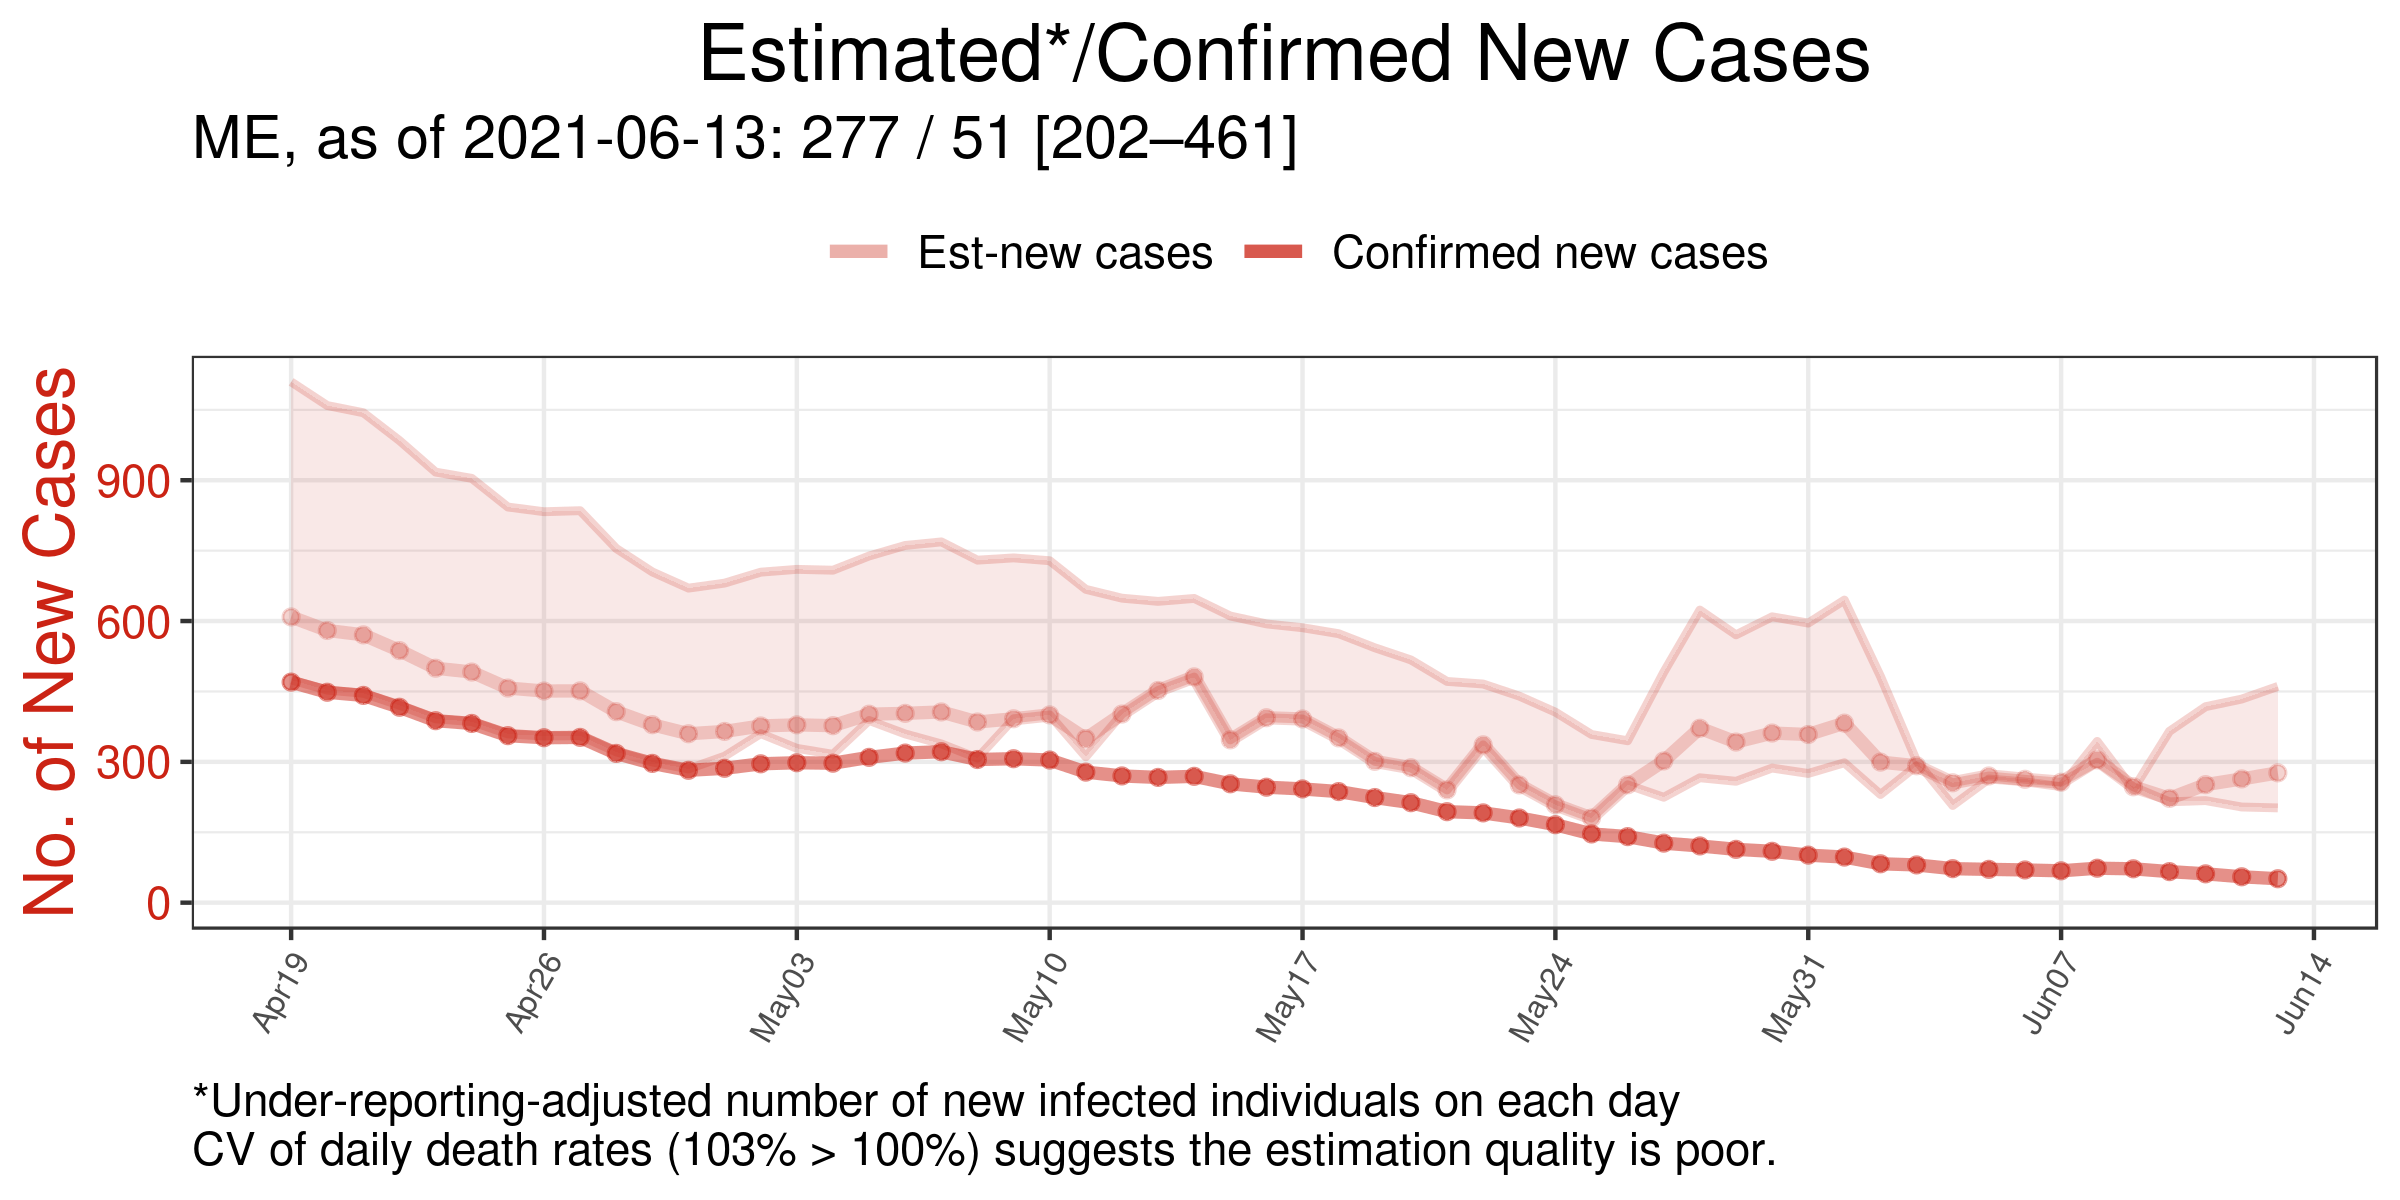 Estimated*/Confirmed New Cases
ME, as of 2021-06-13: 277 / 51 [202–461]
Est-new cases
Confirmed new cases
No. of New Cases
900
600
300
0
Apr19
Apr26
May03
May10
May17
May24
May31
Jun07
Jun14
*Under-reporting-adjusted number of new infected individuals on each day
CV of daily death rates (103% > 100%) suggests the estimation quality is poor.